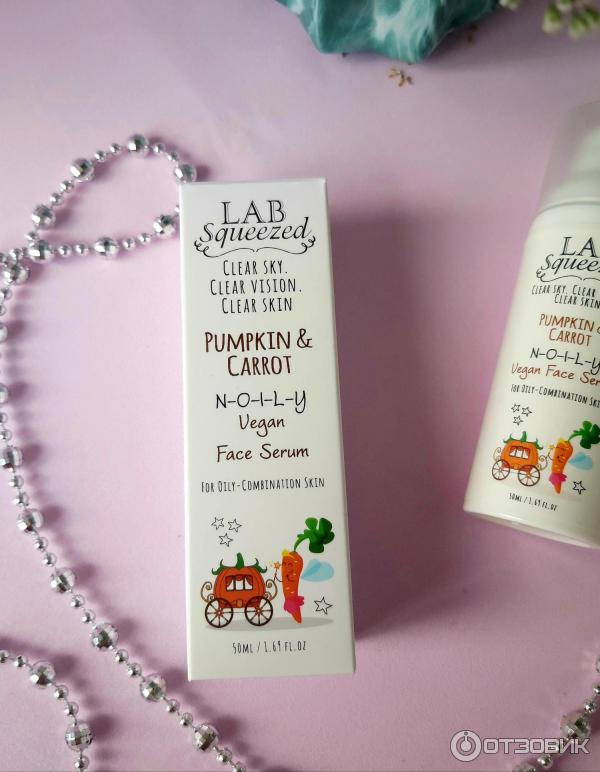 LAB
Squeezed
CLEAR SKY.
CLEAR VISION.
CLEAR SKIN
PUMPKIN &
CARROT
N-O-I-L-Y
Vegan
Face Serum
FOR OILY-COMBINATION SKIN
50ML / 1.69 FL.OZ
LAB
Squeezed
CLEAR SKY. CLEAR
CLEAR SKIN
PUMPKIN &
CARROT
N-O-I-L-Y
Vegan Face Ser
FOR OILY-COMBINATION SKIN
50ML / 1.69 FL.OZ
ОТЗОВИК